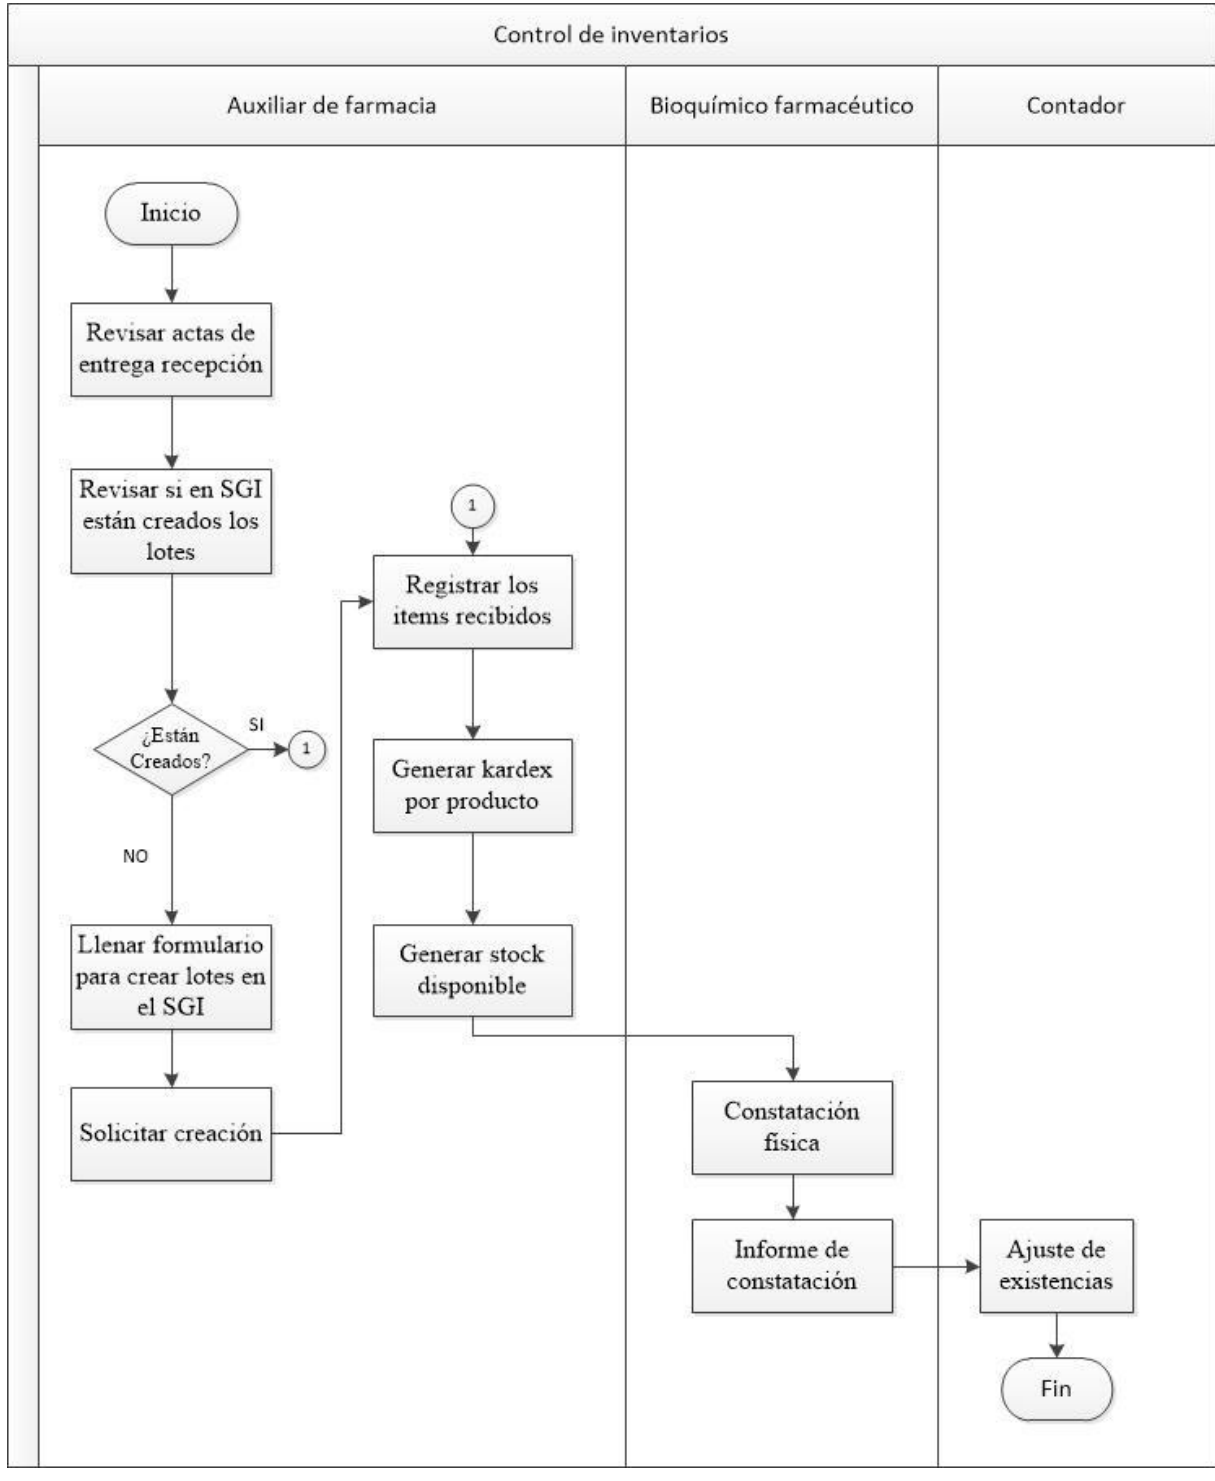 Control de inventarios
Auxiliar de farmacia
Bioquímico farmacéutico
Contador
Inicio
Revisar actas de
entrega recepción
Revisar si en SGI
están creados los
lotes
¿Están
Creados?
SI
1
NO
Llenar formulario
para crear lotes en
el SGI
Solicitar creación
1
Registrar los
items recibidos
Generar kardex
por producto
Generar stock
disponible
Constatación
física
Informe de
constatación
Ajuste de
existencias
Fin